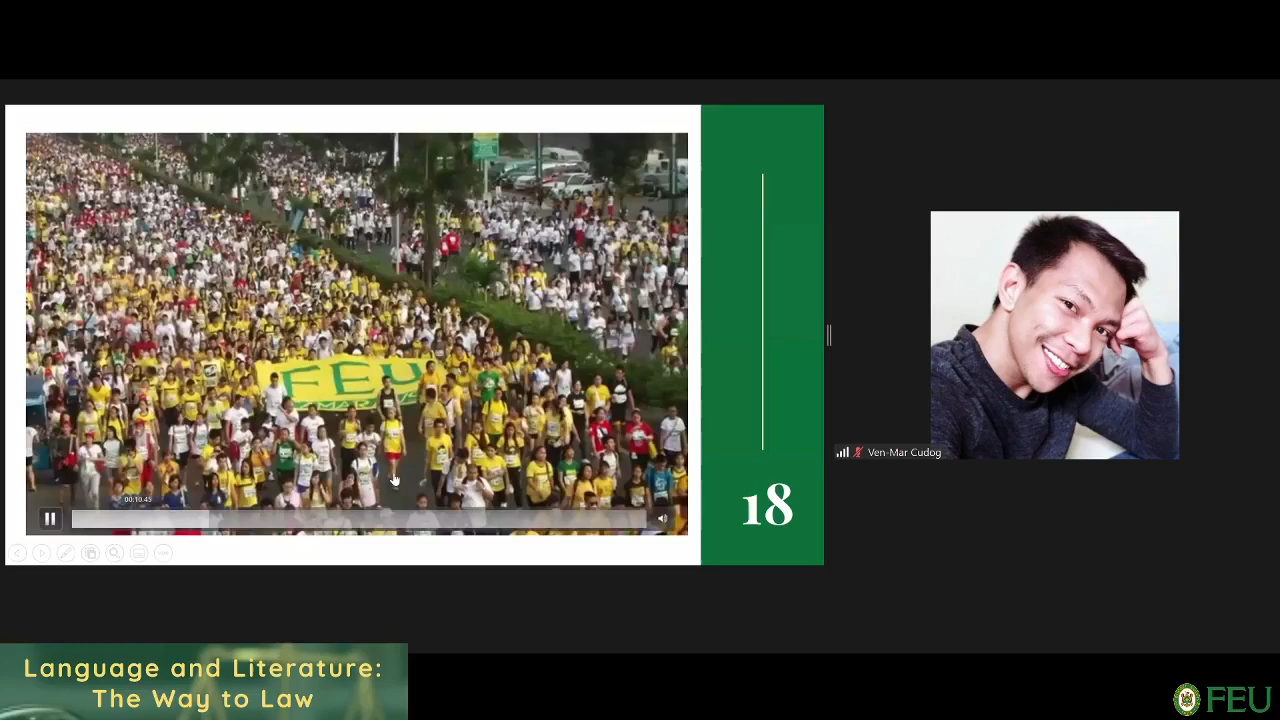 FEU
00:10.45
18
Ven-Mar Cudog
Language and Literature:
The Way to Law
FEU